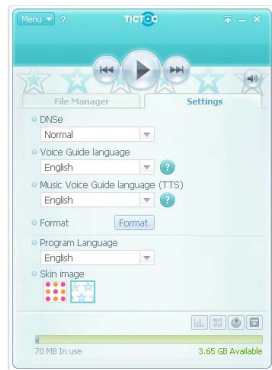 Menu ▼ ? TICTOC
File Manager Settings
DNSe
Normal
Voice Guide language
English ?
Music Voice Guide language (TTS)
English ?
Format Format
Program Language
English
Skin image
70 MB In use 3.65 GB Available